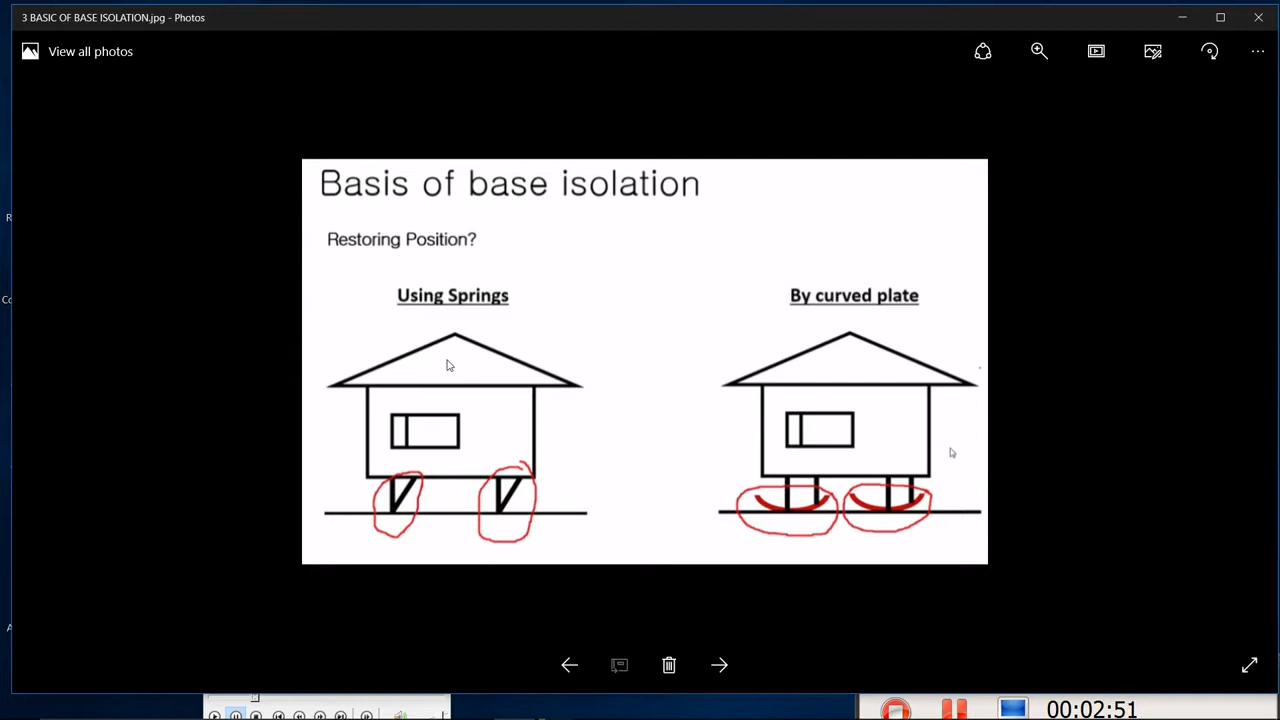 3 BASIC OF BASE ISOLATION.jpg - Photos
View all photos
Basis of base isolation
Restoring Position?
Using Springs
By curved plate
R
Co
A
00:02:51